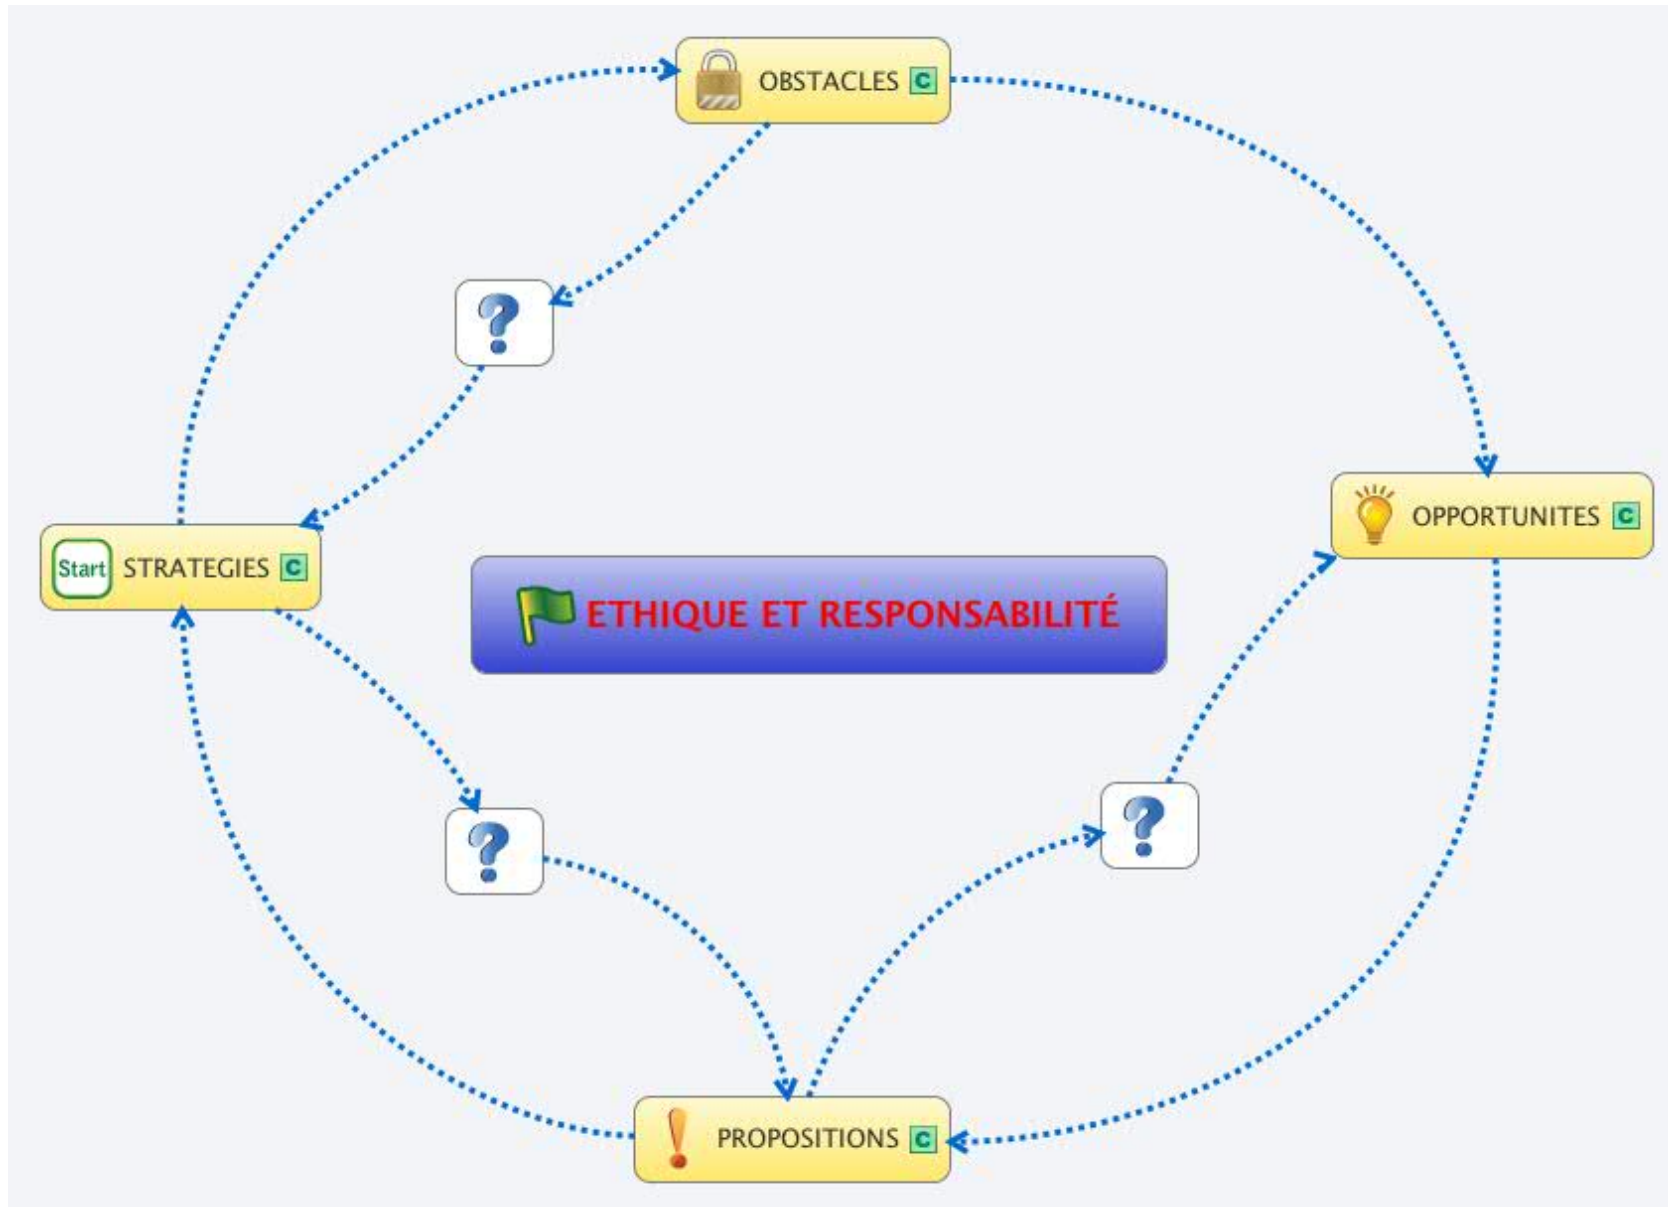 OBSTACLES C
?
OPPORTUNITES C
Start STRATEGIES C
ETHIQUE ET RESPONSABILITÉ
?
?
PROPOSITIONS C